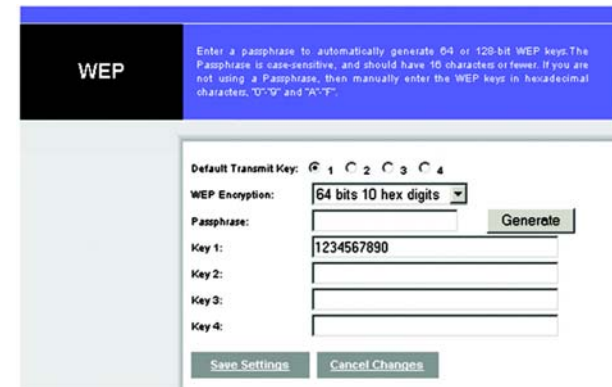 WEP
Enter a passphrase to automatically generate 64 or 128-bit WEP keys.The
Passphrase is case-sensitive, and should have 16 characters or fewer. If you are
not using a Passphrase, then manually enter the WEP keys in hexadecimal
characters, "0"-"9" and "A"-"F".
Default Transmit Key: 1 2 3 4
WEP Encryption: 64 bits 10 hex digits
Passphrase: Generate
Key 1: 1234567890
Key 2:
Key 3:
Key 4:
Save Settings Cancel Changes